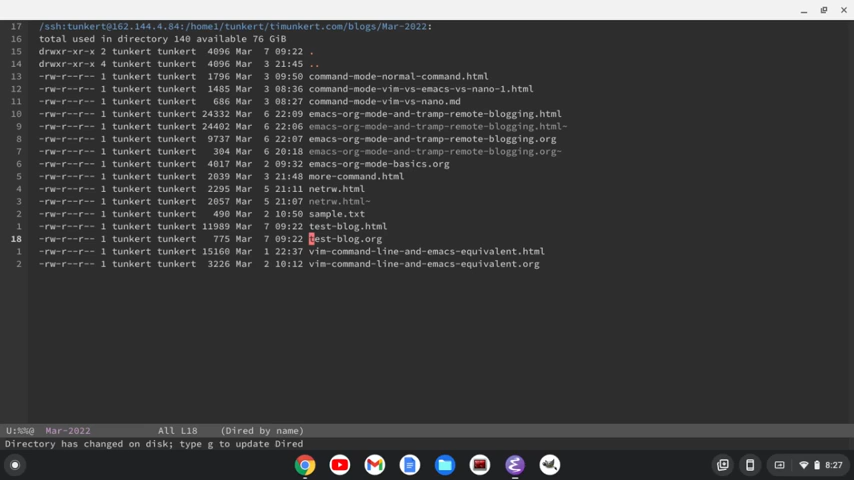 17 /ssh:tunkert@162.144.4.84:/home1/tunkert/timunkert.com/blogs/Mar-2022:
16 total used in directory 140 available 76 GiB
15 drwxr-xr-x 2 tunkert tunkert 4096 Mar 7 09:22 .
14 drwxr-xr-x 4 tunkert tunkert 4096 Mar 3 21:45 ..
13 -rw-r--r-- 1 tunkert tunkert 1796 Mar 3 09:50 command-mode-normal-command.html
12 -rw-r--r-- 1 tunkert tunkert 1485 Mar 3 08:36 command-mode-vim-vs-emacs-vs-nano-1.html
11 -rw-r--r-- 1 tunkert tunkert 686 Mar 3 08:27 command-mode-vim-vs-nano.md
10 -rw-r--r-- 1 tunkert tunkert 24332 Mar 6 22:09 emacs-org-mode-and-tramp-remote-blogging.html
9 -rw-r--r-- 1 tunkert tunkert 24402 Mar 6 22:06 emacs-org-mode-and-tramp-remote-blogging.html~
8 -rw-r--r-- 1 tunkert tunkert 9737 Mar 6 22:07 emacs-org-mode-and-tramp-remote-blogging.org
7 -rw-r--r-- 1 tunkert tunkert 304 Mar 6 20:18 emacs-org-mode-and-tramp-remote-blogging.org~
6 -rw-r--r-- 1 tunkert tunkert 4017 Mar 2 09:32 emacs-org-mode-basics.org
5 -rw-r--r-- 1 tunkert tunkert 2039 Mar 3 21:48 more-command.html
4 -rw-r--r-- 1 tunkert tunkert 2295 Mar 5 21:11 netrw.html
3 -rw-r--r-- 1 tunkert tunkert 2057 Mar 5 21:07 netrw.html~
2 -rw-r--r-- 1 tunkert tunkert 490 Mar 2 10:50 sample.txt
1 -rw-r--r-- 1 tunkert tunkert 11989 Mar 7 09:22 test-blog.html
18 -rw-r--r-- 1 tunkert tunkert 775 Mar 7 09:22 test-blog.org
1 -rw-r--r-- 1 tunkert tunkert 15160 Mar 1 22:37 vim-command-line-and-emacs-equivalent.html
2 -rw-r--r-- 1 tunkert tunkert 3226 Mar 2 10:12 vim-command-line-and-emacs-equivalent.org
U:%%@ Mar-2022 All L18 (Dired by name)
Directory has changed on disk; type g to update Dired
8:27